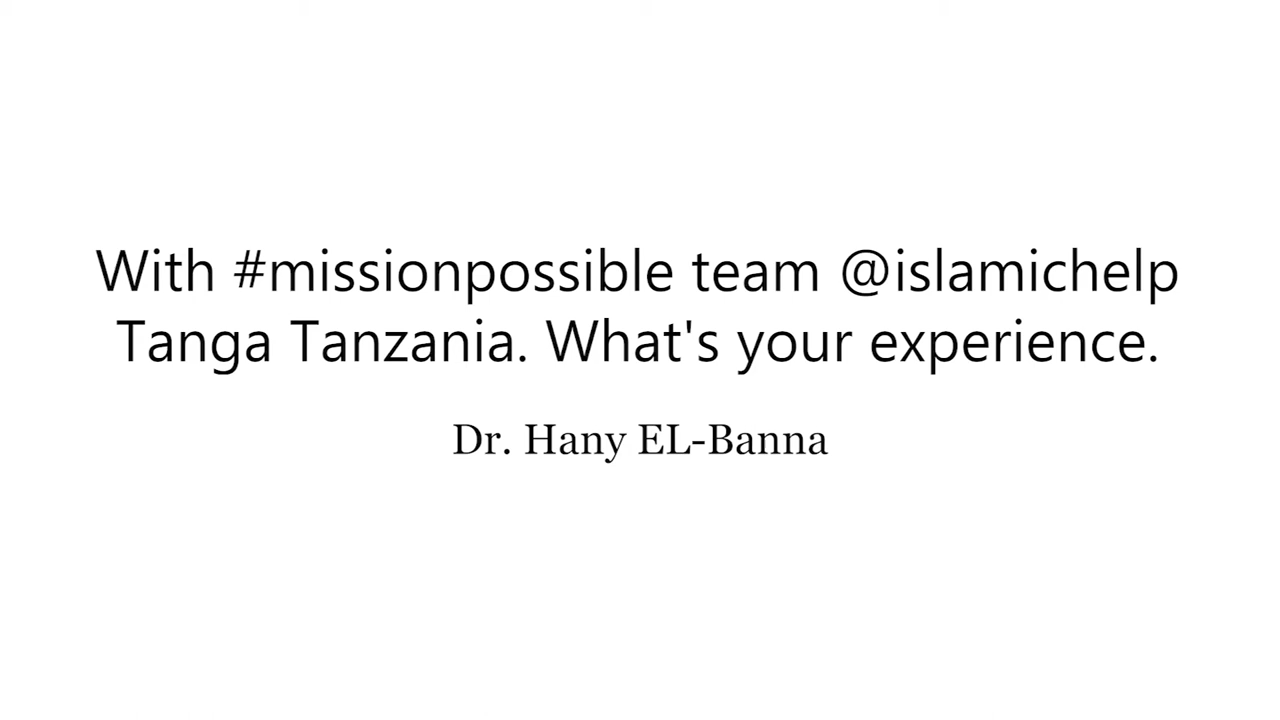 With #missionpossible team @islamichelp
Tanga Tanzania. What's your experience.
Dr. Hany EL-Banna